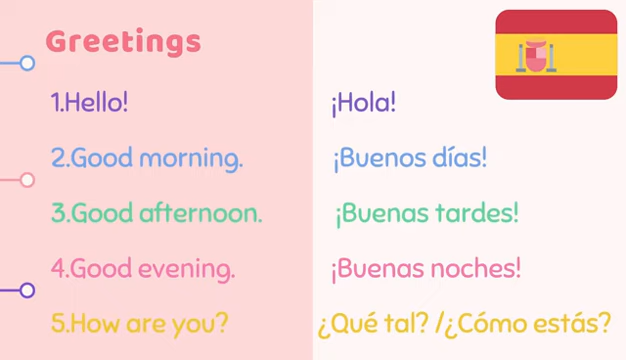 Greetings
1.Hello! ¡Hola!
2.Good morning. ¡Buenos días!
3.Good afternoon. ¡Buenas tardes!
4.Good evening. ¡Buenas noches!
5.How are you? ¿Qué tal? /¿Cómo estás?